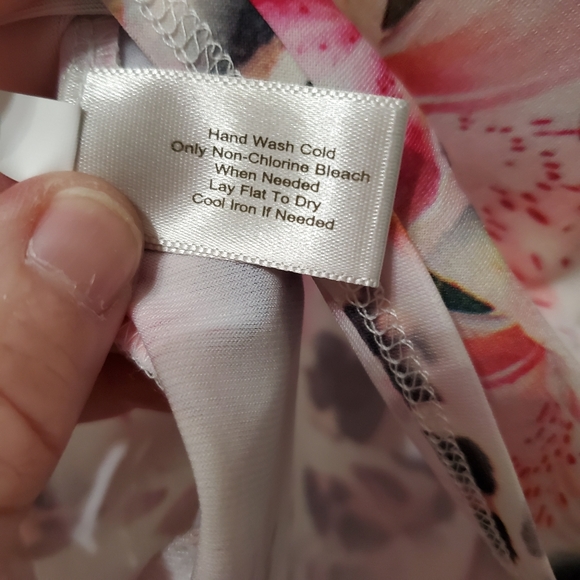 Hand Wash Cold
Only Non-Chlorine Bleach
When Needed
Lay Flat To Dry
Cool Iron If Needed